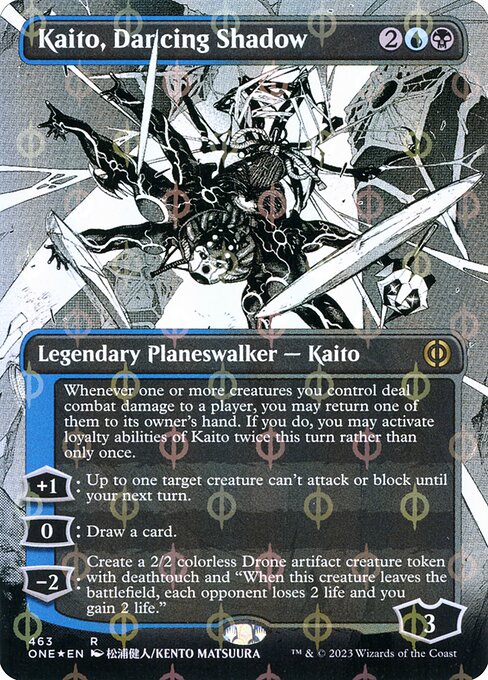 Kaito, Dancing Shadow 2
Legendary Planeswalker — Kaito
Whenever one or more creatures you control deal
combat damage to a player, you may return one of
them to its owner's hand. If you do, you may activate
loyalty abilities of Kaito twice this turn rather than
only once.
+1: Up to one target creature can't attack or block until
your next turn.
0: Draw a card.
−2: Create a 2/2 colorless Drone artifact creature token
with deathtouch and “When this creature leaves the
battlefield, each opponent loses 2 life and you
gain 2 life.”
3
463 R
ONE★EN 松浦健人/KENTO MATSUURA
™ & © 2023 Wizards of the Coast